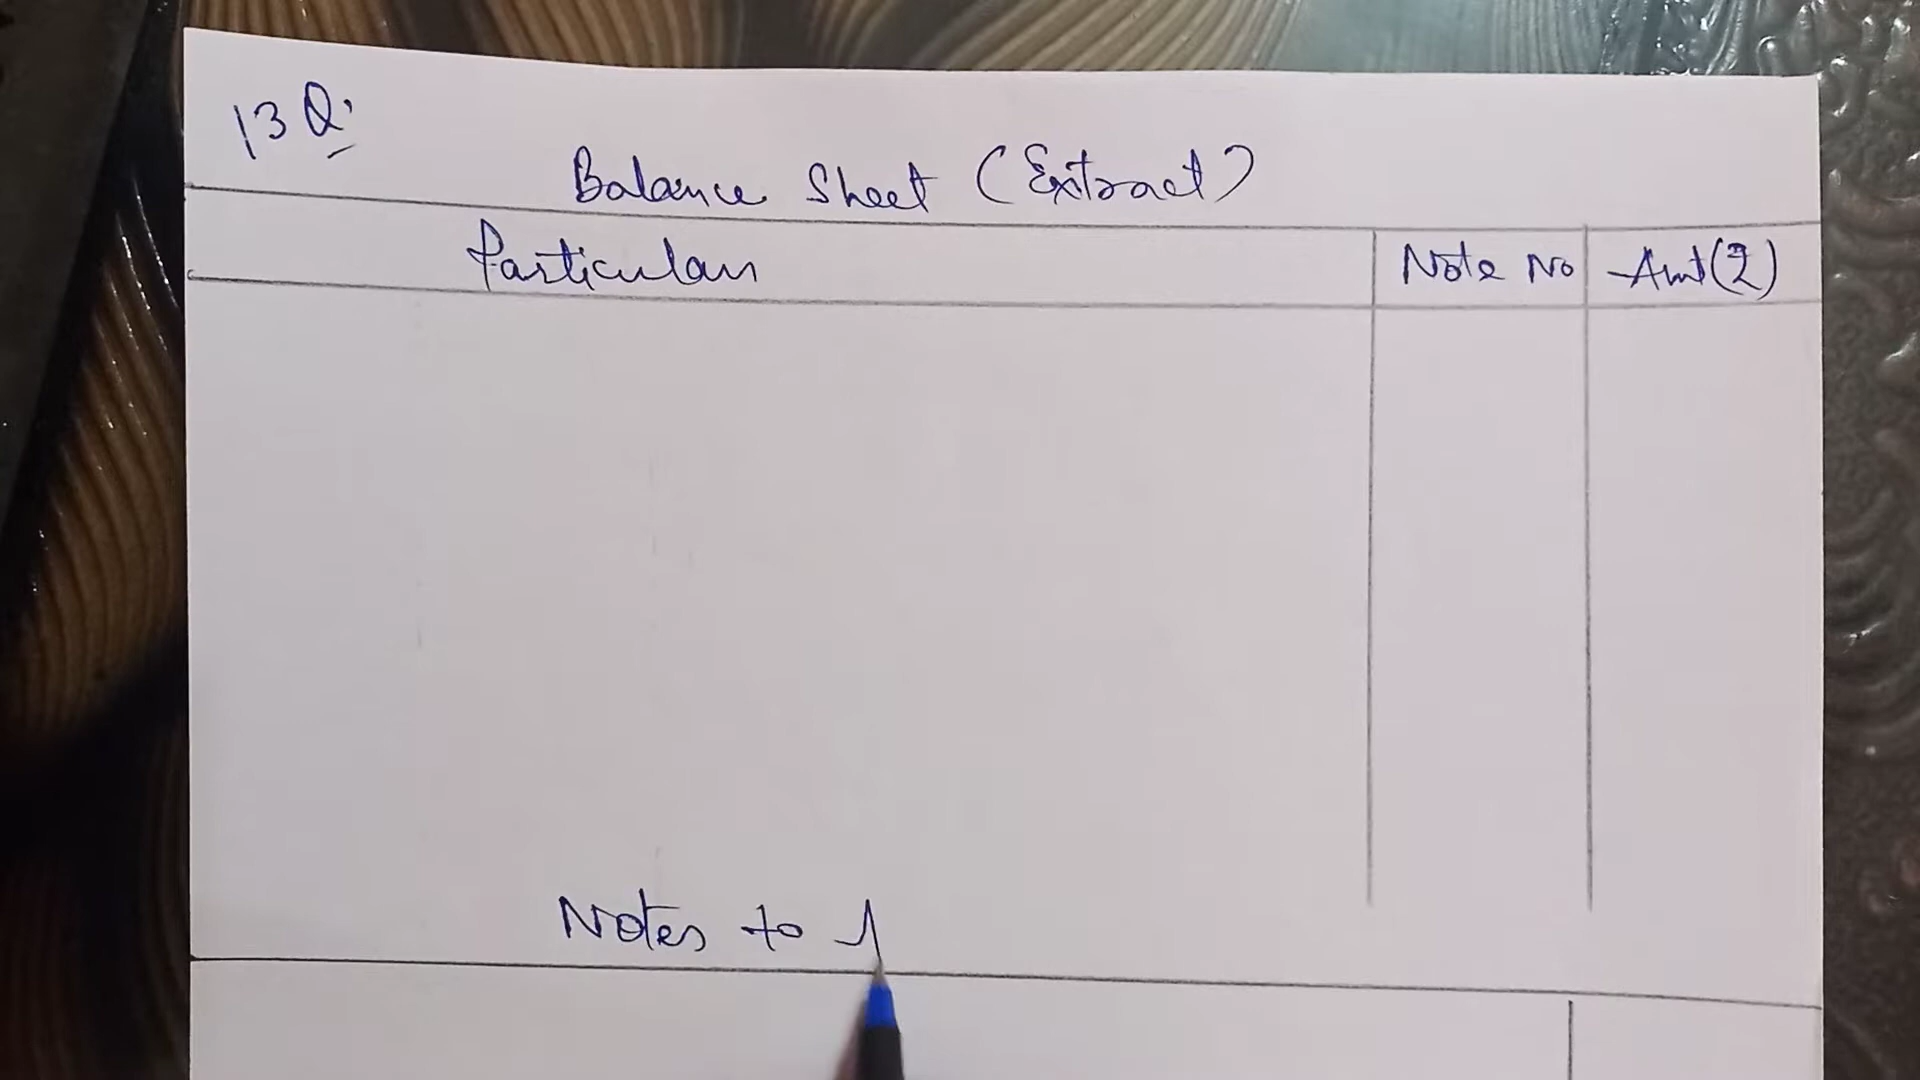 13 Q.
Balance Sheet (Extract)
Particulars Note No Amt(₹)
Notes to A